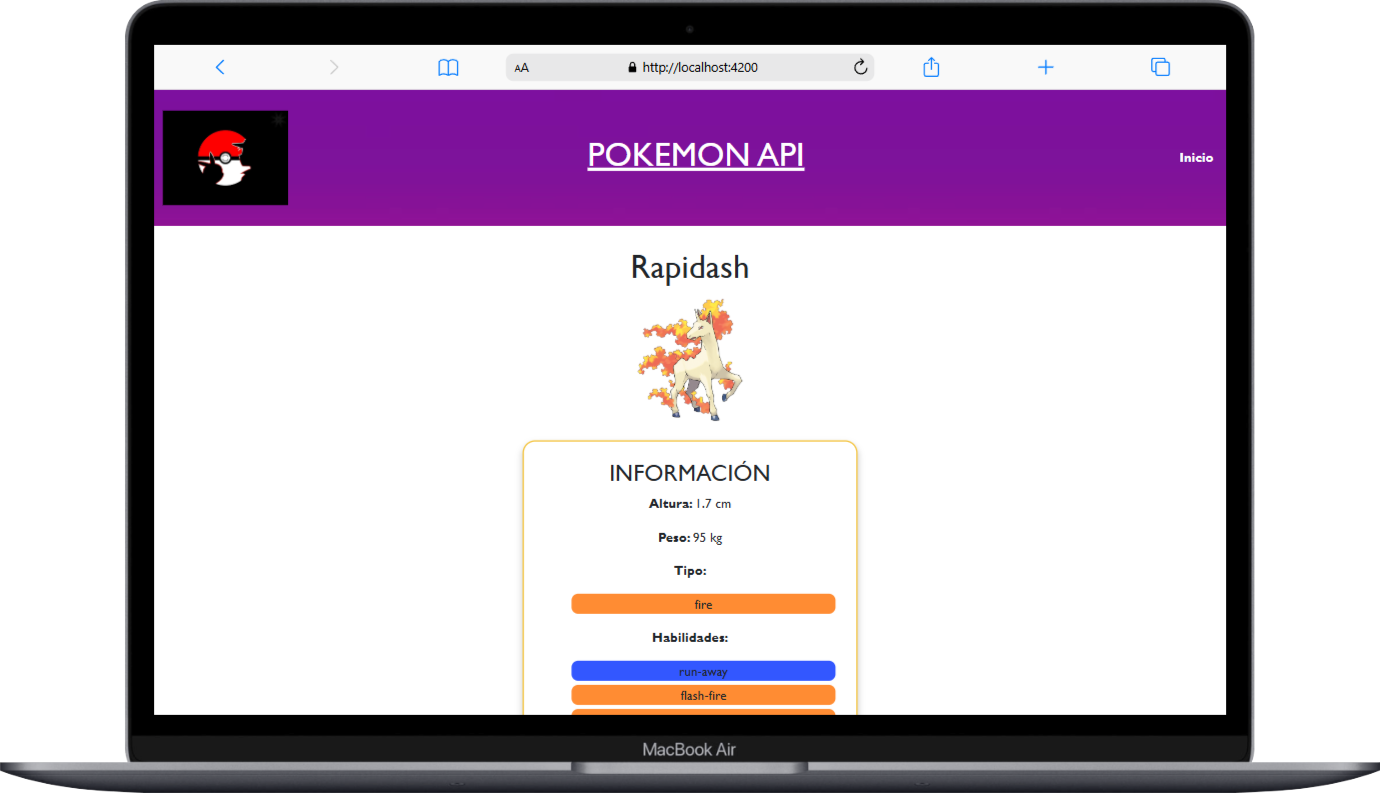 AA
http://localhost:4200
POKEMON API
Inicio
Rapidash
INFORMACIÓN
Altura: 1.7 cm
Peso: 95 kg
Tipo:
fire
Habilidades:
run-away
flash-fire
MacBook Air